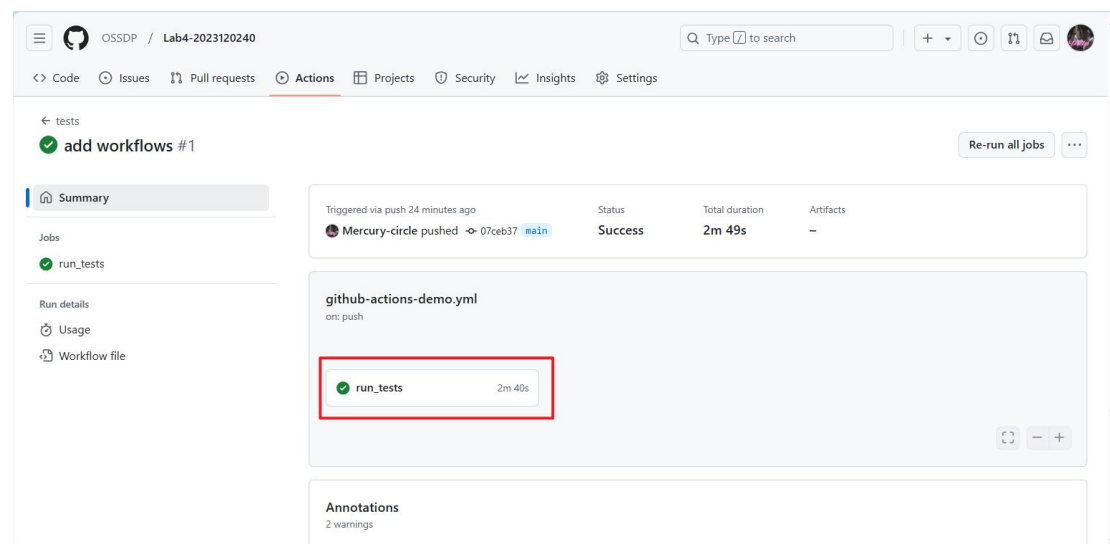 OSSDP / Lab4-2023120240
Type / to search
Code Issues Pull requests Actions Projects Security Insights Settings
← tests
add workflows #1
Re-run all jobs
Summary
Jobs
run_tests
Run details
Usage
Workflow file
Triggered via push 24 minutes ago
Mercury-circle pushed 07ceb37 main
Status
Success
Total duration
2m 49s
Artifacts
–
github-actions-demo.yml
on: push
run_tests 2m 40s
Annotations
2 warnings